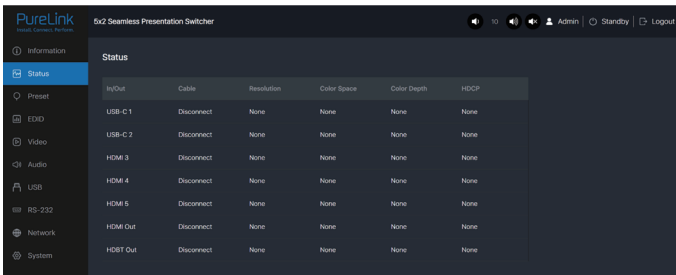 PureLink
Install. Connect. Perform.
5x2 Seamless Presentation Switcher
10
Admin
Standby
Logout
Information
Status
Preset
EDID
Video
Audio
USB
RS-232
Network
System
Status
In/Out Cable Resolution Color Space Color Depth HDCP
USB-C 1 Disconnect None None None None
USB-C 2 Disconnect None None None None
HDMI 3 Disconnect None None None None
HDMI 4 Disconnect None None None None
HDMI 5 Disconnect None None None None
HDMI Out Disconnect None None None None
HDBT Out Disconnect None None None None